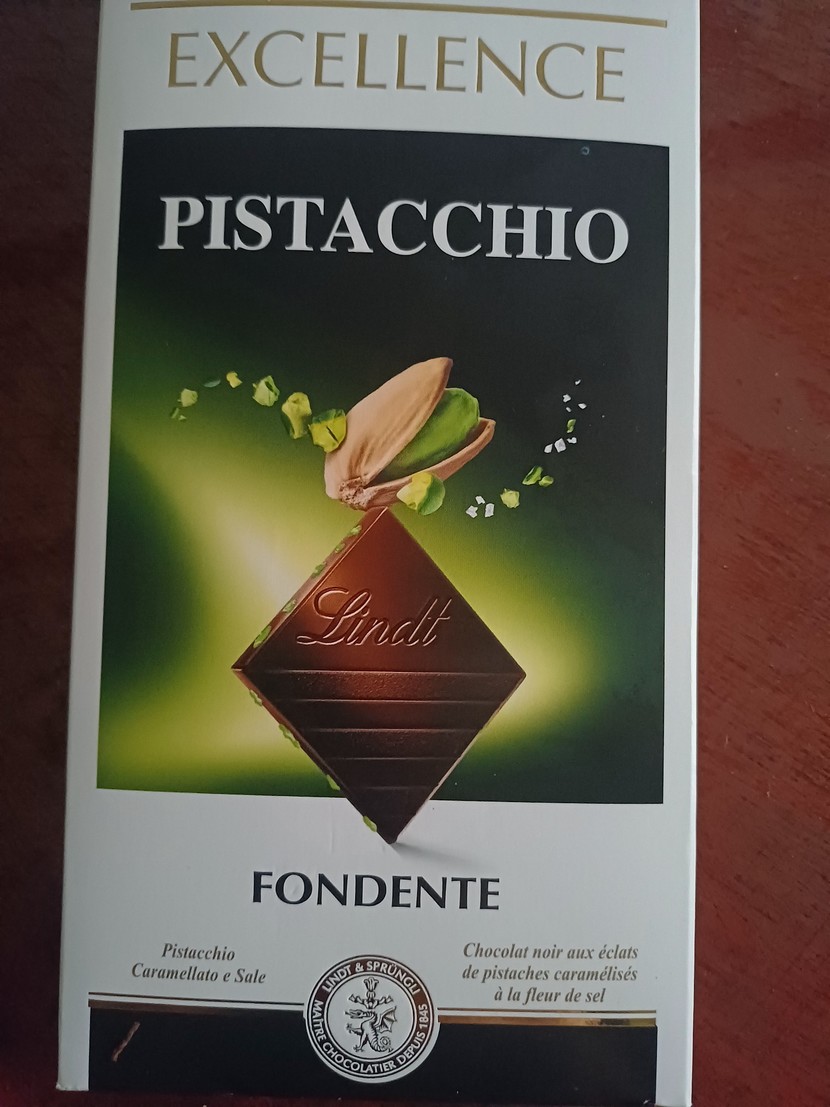 EXCELLENCE
PISTACCHIO
Lindt
FONDENTE
Pistacchio
Caramellato e Sale
Chocolat noir aux éclats
de pistaches caramélisés
à la fleur de sel
LINDT & SPRÜNGLI
MAÎTRE CHOCOLATIER DEPUIS 1845